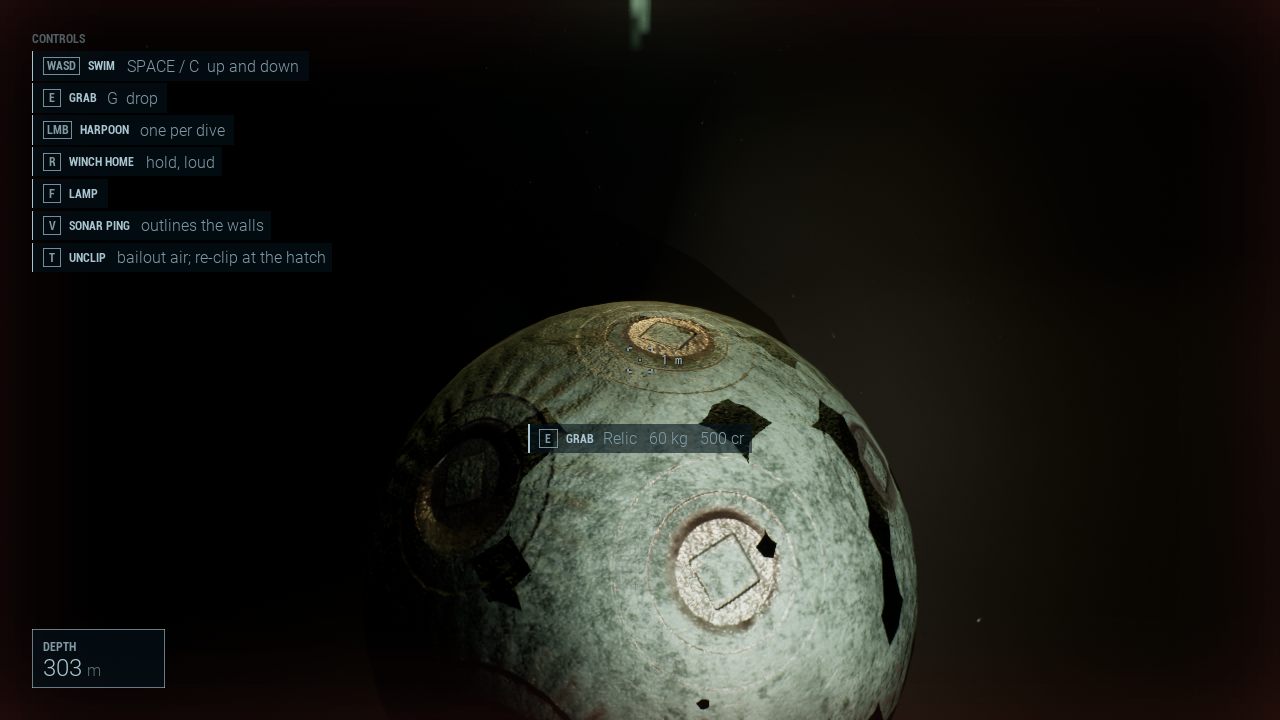 CONTROLS
WASD SWIM SPACE / C up and down
E GRAB G drop
LMB HARPOON one per dive
R WINCH HOME hold, loud
F LAMP
V SONAR PING outlines the walls
T UNCLIP bailout air; re-clip at the hatch
1 m
E GRAB Relic 60 kg 500 cr
DEPTH
303 m